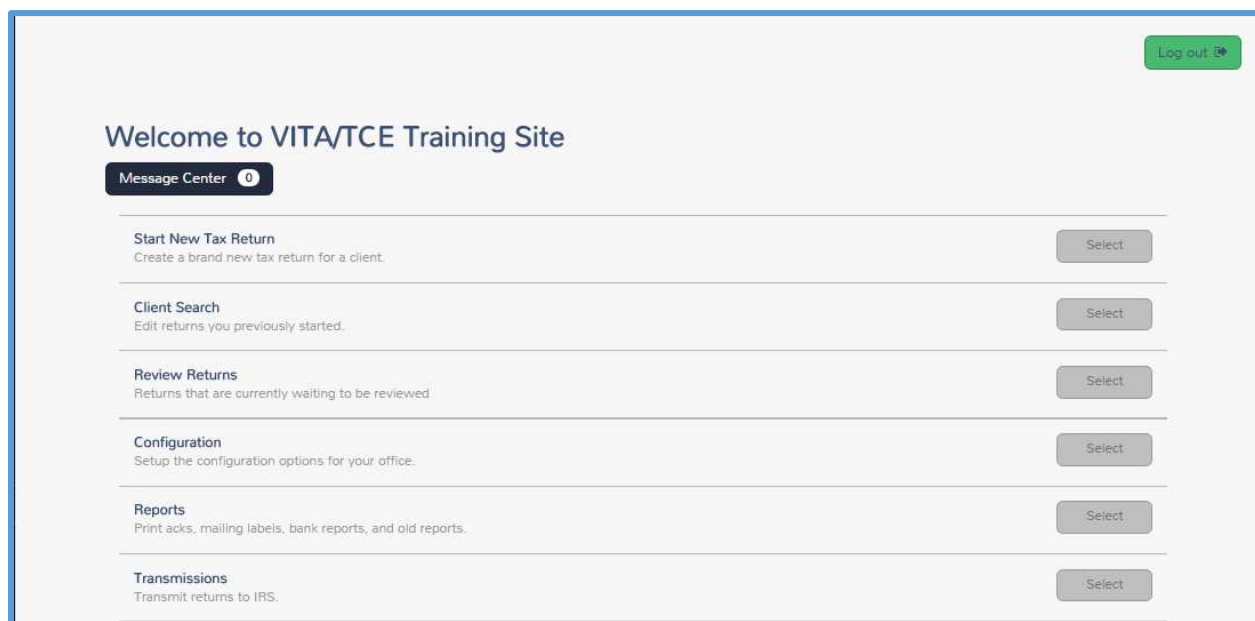 Log out
Welcome to VITA/TCE Training Site
Message Center 0
Start New Tax Return
Select
Create a brand new tax return for a client.
Client Search
Select
Edit returns you previously started.
Review Returns
Select
Returns that are currently waiting to be reviewed
Configuration
Select
Setup the configuration options for your office.
Reports
Select
Print acks, mailing labels, bank reports, and old reports.
Transmissions
Select
Transmit returns to IRS.